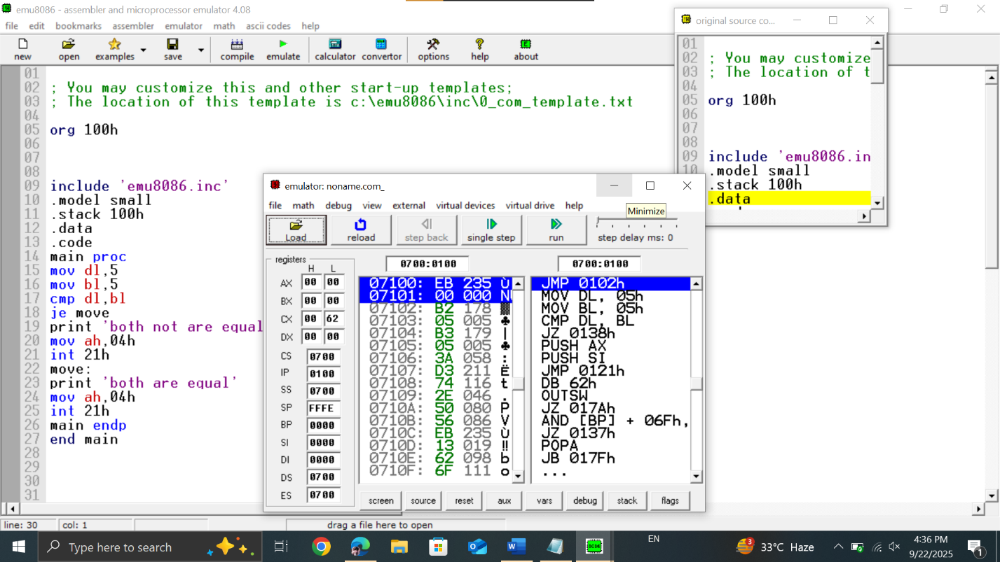 emu8086 - assembler and microprocessor emulator 4.08
file edit bookmarks assembler emulator math ascii codes help
new open examples save compile emulate calculator convertor options help about
01
02 ; You may customize this and other start-up templates;
03 ; The location of this template is c:\emu8086\inc\0_com_template.txt
04
05 org 100h
06
07
08
09 include 'emu8086.inc'
10 .model small
11 .stack 100h
12 .data
13 .code
14 main proc
15 mov dl,5
16 mov bl,5
17 cmp dl,bl
18 je move
19 print 'both not are equal
20 mov ah,04h
21 int 21h
22 move:
23 print 'both are equal'
24 mov ah,04h
25 int 21h
26 main endp
27 end main
28
29
30
31
line: 30 col: 1 drag a file here to open
original source co...
01
02 ; You may customize
03 ; The location of t
04
05 org 100h
06
07
08
09 include 'emu8086.in
10 .model small
.stack 100h
.data
emulator: noname.com_
file math debug view external virtual devices virtual drive help
Minimize
Load reload step back single step run step delay ms: 0
registers
H L
AX 00 00
BX 00 00
CX 00 62
DX 00 00
CS 0700
IP 0100
SS 0700
SP FFFE
BP 0000
SI 0000
DI 0000
DS 0700
ES 0700
0700:0100
07100: EB 235 ù
07101: 00 000 NU
07102: B2 178 ▓
07103: 05 005 ♣
07104: B3 179 |
07105: 05 005 ♣
07106: 3A 058 :
07107: D3 211 Ë
07108: 74 116 t
07109: 2E 046 .
0710A: 50 080 P
0710B: 56 086 V
0710C: EB 235 ù
0710D: 13 019 ‼
0710E: 62 098 b
0710F: 6F 111 o
0700:0100
JMP 0102h
MOV DL, 05h
MOV BL, 05h
CMP DL, BL
JZ 0138h
PUSH AX
PUSH SI
JMP 0121h
DB 62h
OUTSW
JZ 017Ah
AND [BP] + 06Fh,
JZ 0137h
POPA
JB 017Fh
...
screen source reset aux vars debug stack flags
Type here to search
EN
3
33°C Haze
4:36 PM
9/22/2025
1